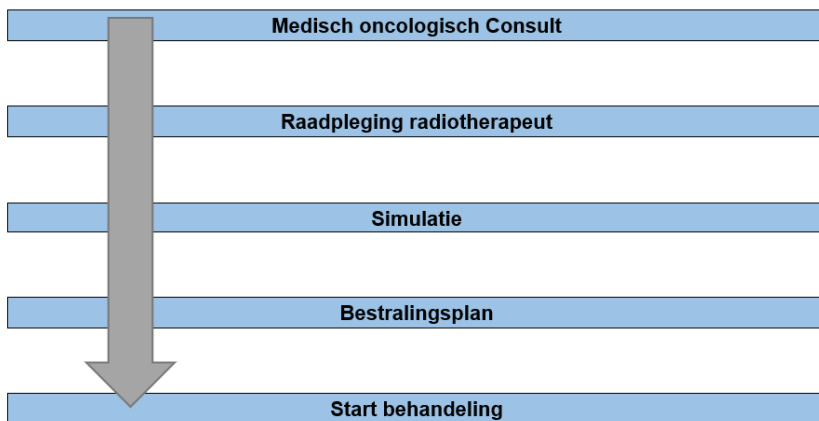 Medisch oncologisch Consult
Raadpleging radiotherapeut
Simulatie
Bestralingsplan
Start behandeling